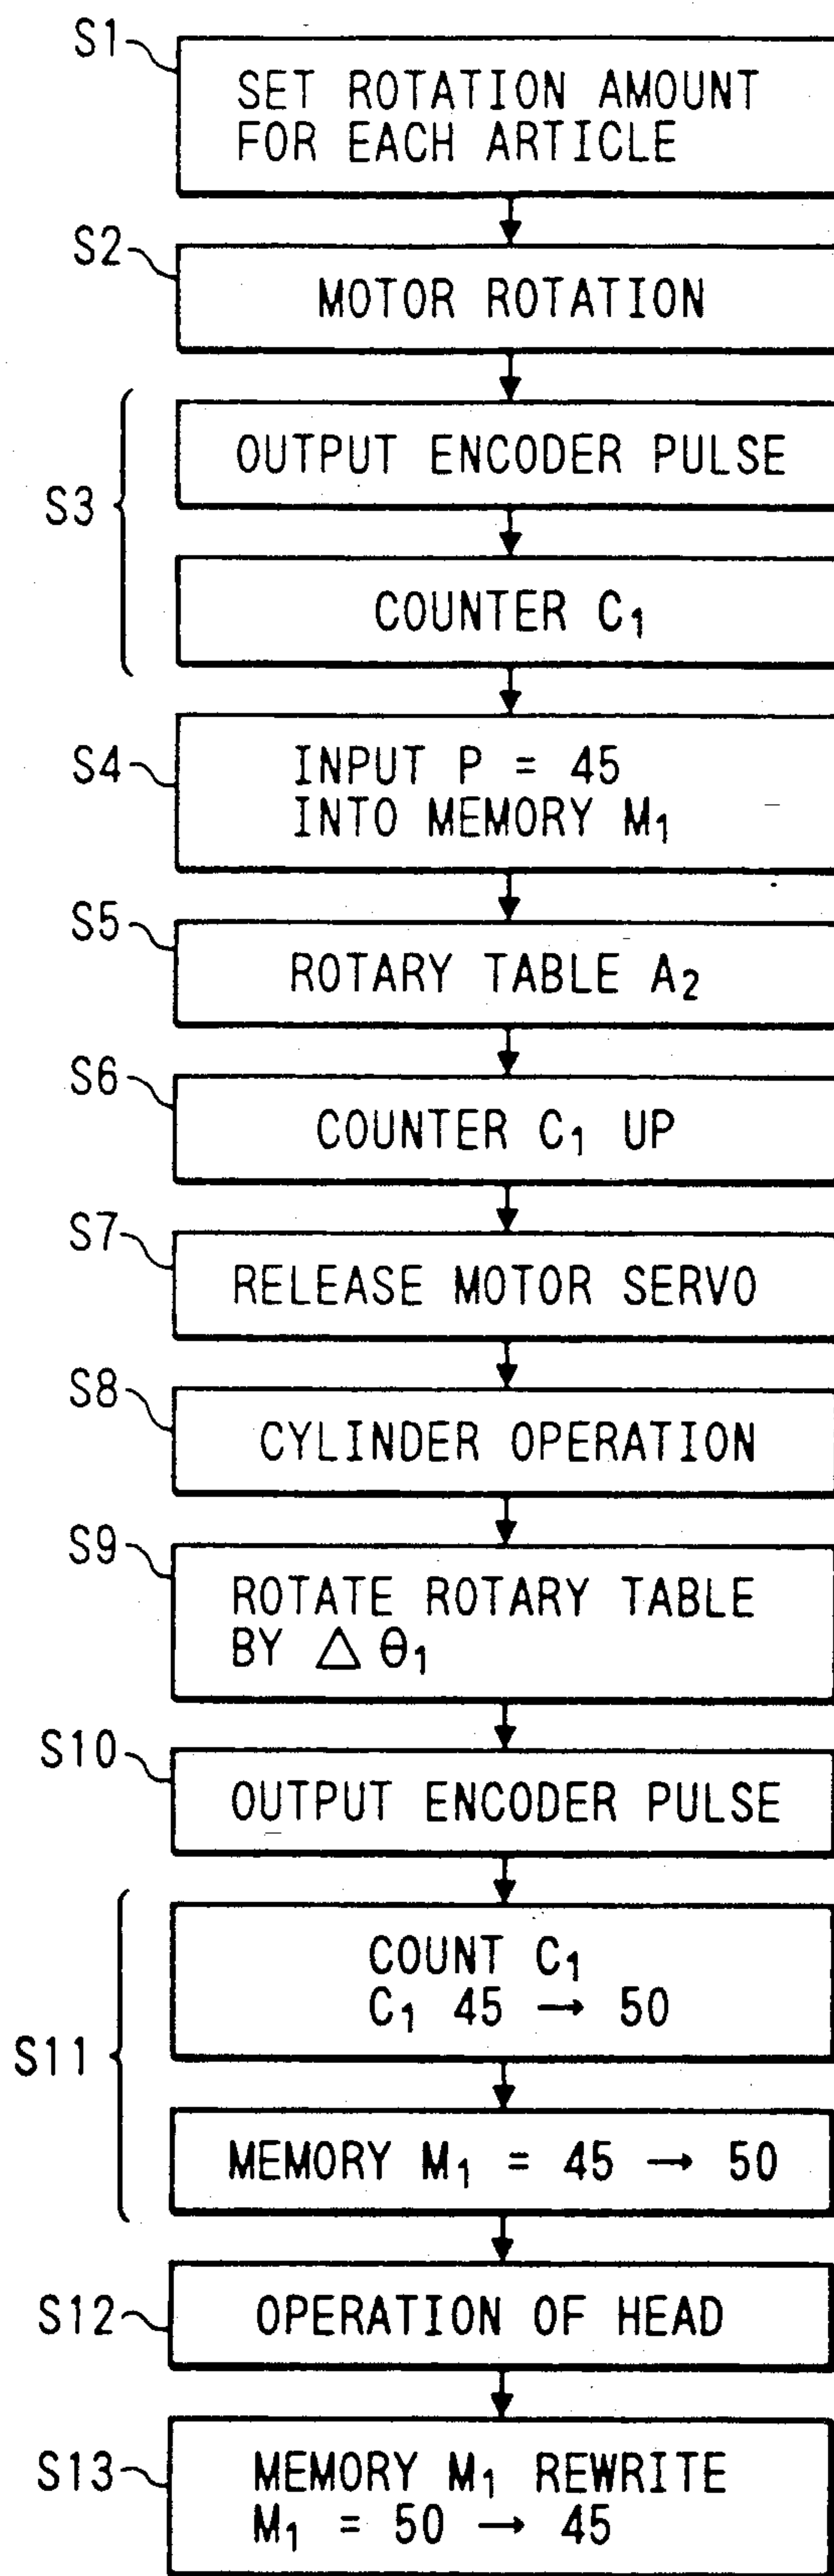 S1
SET ROTATION AMOUNT
FOR EACH ARTICLE
S2
MOTOR ROTATION
S3
OUTPUT ENCODER PULSE
COUNTER C₁
S4
INPUT P = 45
INTO MEMORY M₁
S5
ROTARY TABLE A₂
S6
COUNTER C₁ UP
S7
RELEASE MOTOR SERVO
S8
CYLINDER OPERATION
S9
ROTATE ROTARY TABLE
BY △ θ₁
S10
OUTPUT ENCODER PULSE
S11
COUNT C₁
C₁ 45 → 50
MEMORY M₁ = 45 → 50
S12
OPERATION OF HEAD
S13
MEMORY M₁ REWRITE
M₁ = 50 → 45